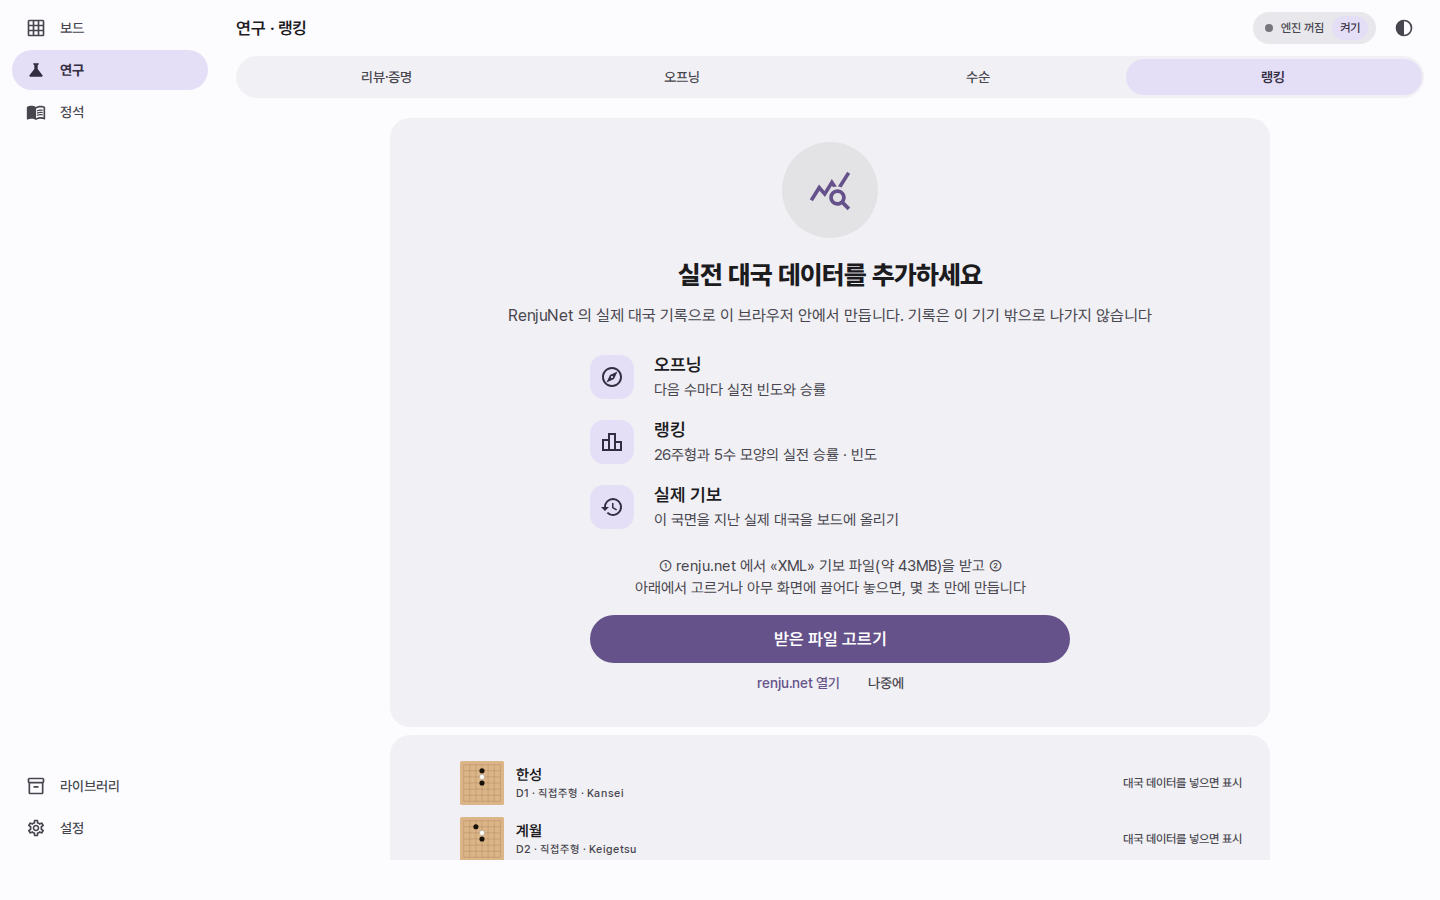 보드
연구
정석
라이브러리
설정
연구 · 랭킹
엔진 꺼짐
켜기
리뷰·증명
오프닝
수순
랭킹
실전 대국 데이터를 추가하세요
RenjuNet 의 실제 대국 기록으로 이 브라우저 안에서 만듭니다. 기록은 이 기기 밖으로 나가지 않습니다
오프닝
다음 수마다 실전 빈도와 승률
랭킹
26주형과 5수 모양의 실전 승률 · 빈도
실제 기보
이 국면을 지난 실제 대국을 보드에 올리기
① renju.net 에서 «XML» 기보 파일(약 43MB)을 받고 ②
아래에서 고르거나 아무 화면에 끌어다 놓으면, 몇 초 만에 만듭니다
받은 파일 고르기
renju.net 열기
나중에
한성
D1 · 직접주형 · Kansei
대국 데이터를 넣으면 표시
계월
D2 · 직접주형 · Keigetsu
대국 데이터를 넣으면 표시